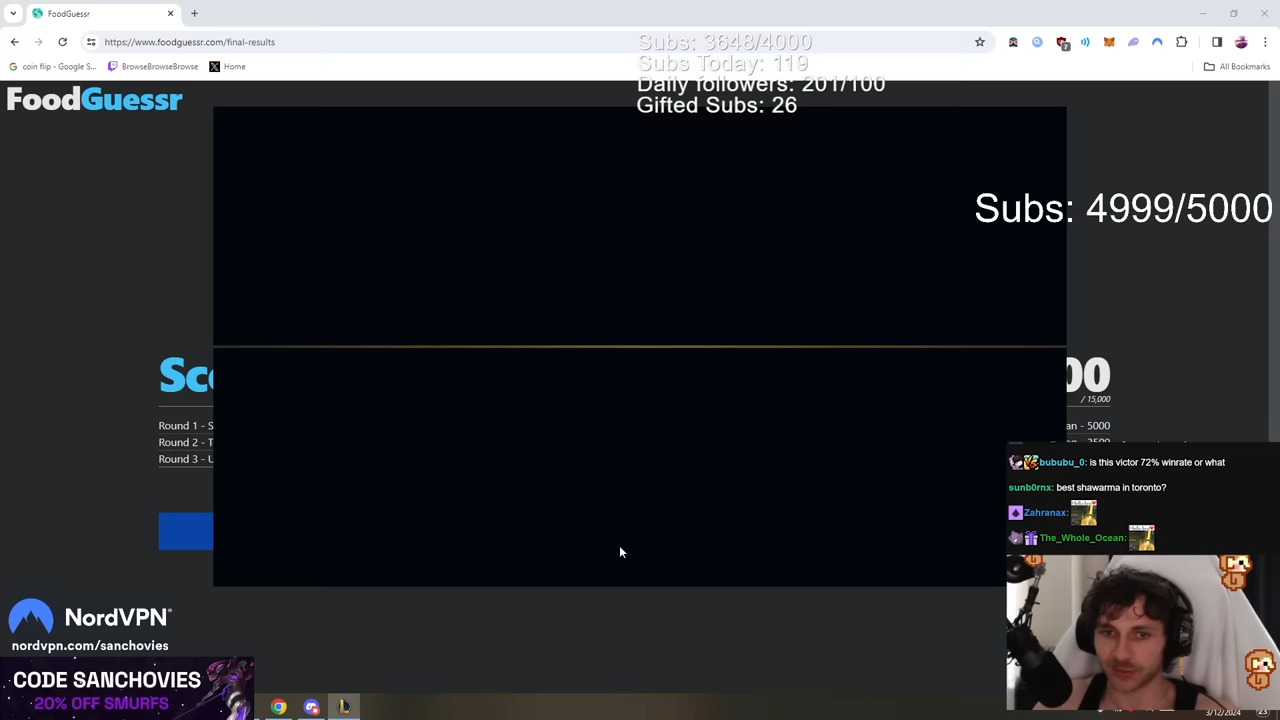 FoodGuessr
https://www.foodguessr.com/final-results
Subs: 3648/4000
7
coin flip - Google S...
BrowseBrowseBrowse
Home
All Bookmarks
Subs Today: 119
Daily followers: 201/100
Gifted Subs: 26
FoodGuessr
Subs: 4999/5000
Sco
00
/ 15,000
Round 1 - S
an - 5000
Round 2 - T
Round 3 - U
bububu_0: is this victor 72% winrate or what
sunb0rnx: best shawarma in toronto?
Zahranax:
The_Whole_Ocean:
NordVPN®
nordvpn.com/sanchovies
CODE SANCHOVIES
20% OFF SMURFS
3/12/2024
23